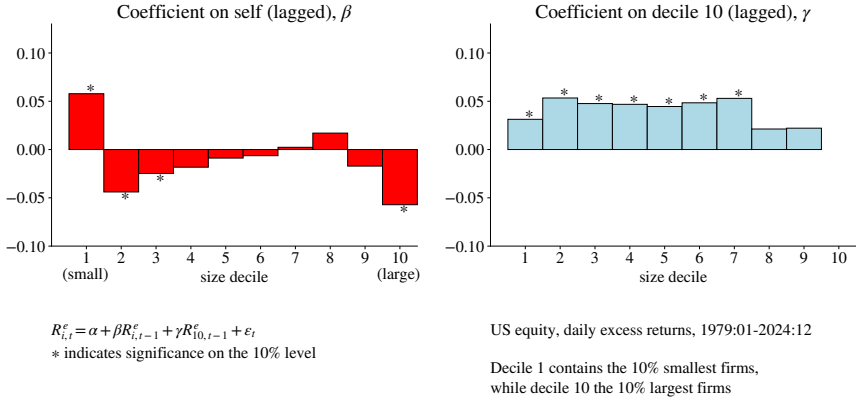 Coefficient on self (lagged), β
0.10
0.05
0.00
−0.05
−0.10
* * * *
1 2 3 4 5 6 7 8 9 10
(small) size decile (large)
Coefficient on decile 10 (lagged), γ
0.10
0.05
0.00
−0.05
−0.10
* * * * * * *
1 2 3 4 5 6 7 8 9 10
size decile
R^e_{i,t} = α + βR^e_{i,t−1} + γR^e_{10,t−1} + ε_t
* indicates significance on the 10% level
US equity, daily excess returns, 1979:01-2024:12
Decile 1 contains the 10% smallest firms,
while decile 10 the 10% largest firms